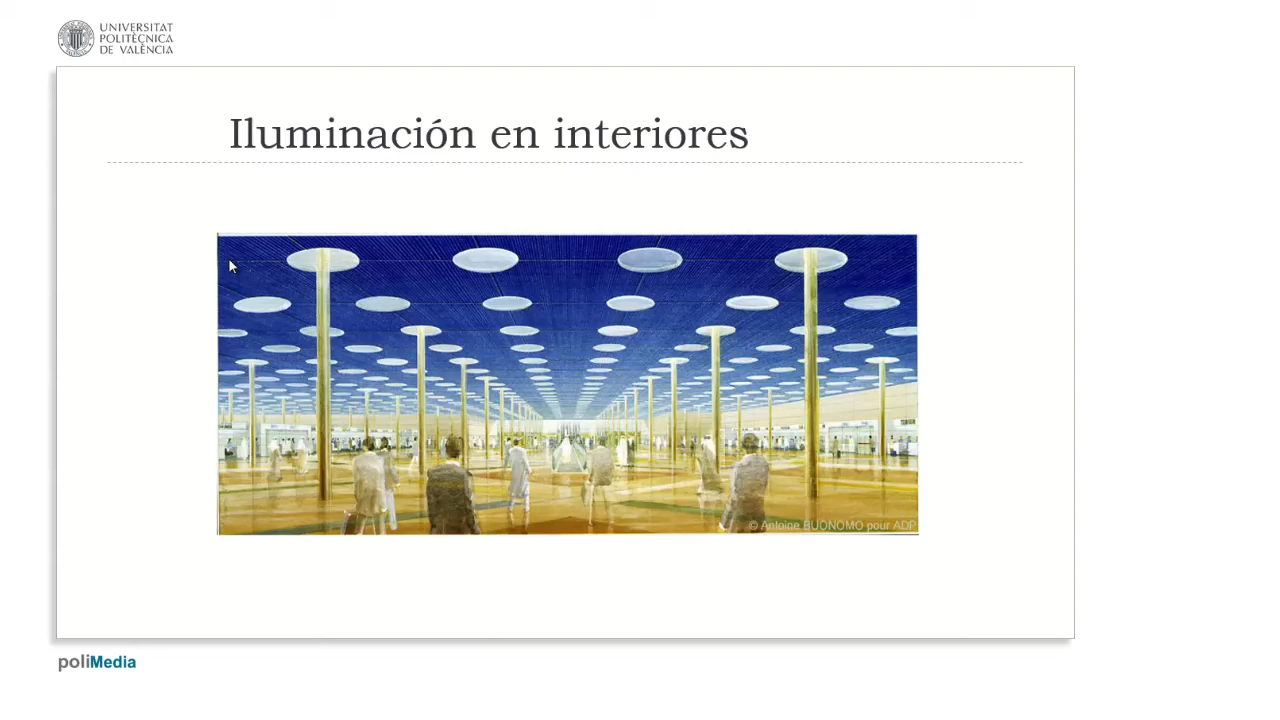 UNIVERSITAT
POLITÈCNICA
DE VALÈNCIA
Iluminación en interiores
© Antoine BUONOMO pour ADP
poliMedia